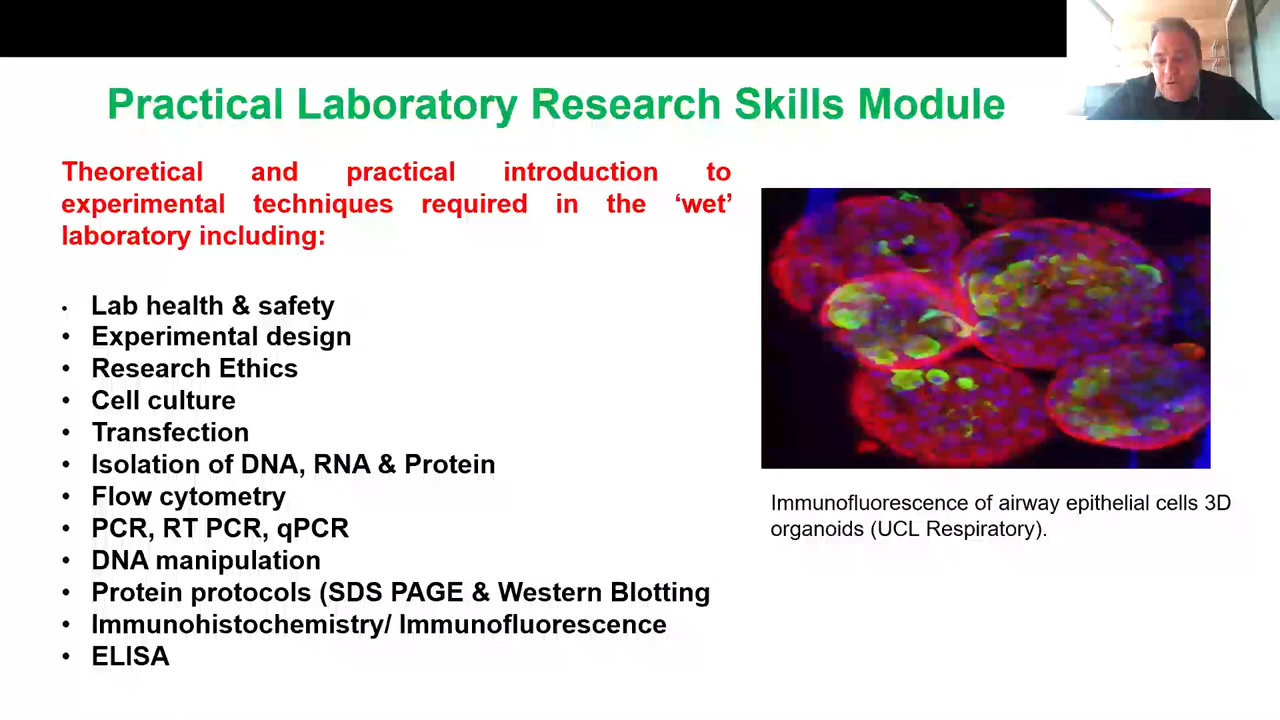 Practical Laboratory Research Skills Module
Theoretical and practical introduction to
experimental techniques required in the ‘wet’
laboratory including:
• Lab health & safety
• Experimental design
• Research Ethics
• Cell culture
• Transfection
• Isolation of DNA, RNA & Protein
• Flow cytometry
• PCR, RT PCR, qPCR
• DNA manipulation
• Protein protocols (SDS PAGE & Western Blotting
• Immunohistochemistry/ Immunofluorescence
• ELISA
Immunofluorescence of airway epithelial cells 3D
organoids (UCL Respiratory).